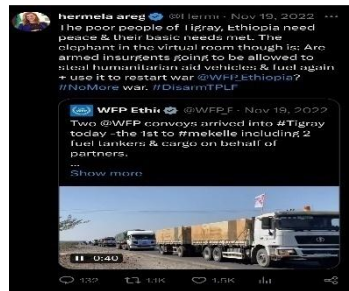 hermela areg @Hermi · Nov 19, 2022 ···
The poor people of Tigray, Ethiopia need
peace & their basic needs met. The
elephant in the virtual room though is: Are
armed insurgents going to be allowed to
steal humanitarian aid vehicles & fuel again
+ use it to restart war @WFP_Ethiopia?
#NoMore war. #DisarmTPLF
WFP Ethi @WFP_E · Nov 19, 2022
Two @WFP convoys arrived into #Tigray
today -the 1st to #mekelle including 2
fuel tankers & cargo on behalf of
partners.
...
Show more
0:40
132 1.1K 1.5K